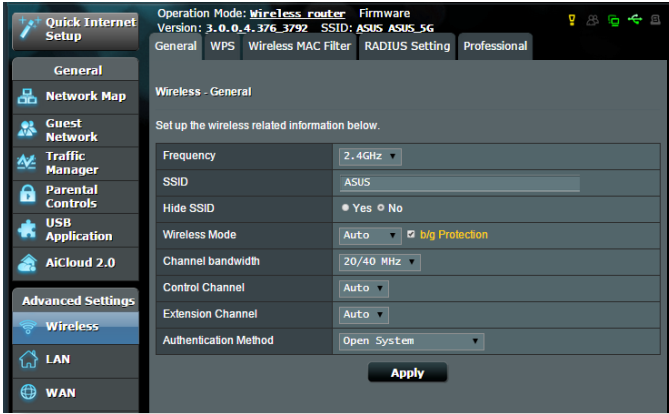 Quick Internet
Setup
Operation Mode: Wireless router Firmware
Version: 3.0.0.4.376_3792 SSID: ASUS ASUS_5G
General WPS Wireless MAC Filter RADIUS Setting Professional
General
Network Map
Guest
Network
Traffic
Manager
Parental
Controls
USB
Application
AiCloud 2.0
Advanced Settings
Wireless
LAN
WAN
Wireless - General
Set up the wireless related information below.
Frequency 2.4GHz
SSID ASUS
Hide SSID Yes No
Wireless Mode Auto b/g Protection
Channel bandwidth 20/40 MHz
Control Channel Auto
Extension Channel Auto
Authentication Method Open System
Apply